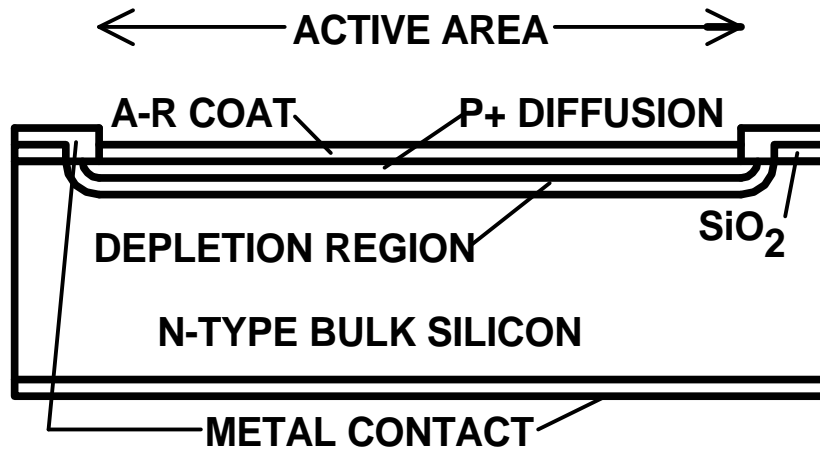 ACTIVE AREA
A-R COAT
P+ DIFFUSION
SiO2
DEPLETION REGION
N-TYPE BULK SILICON
METAL CONTACT